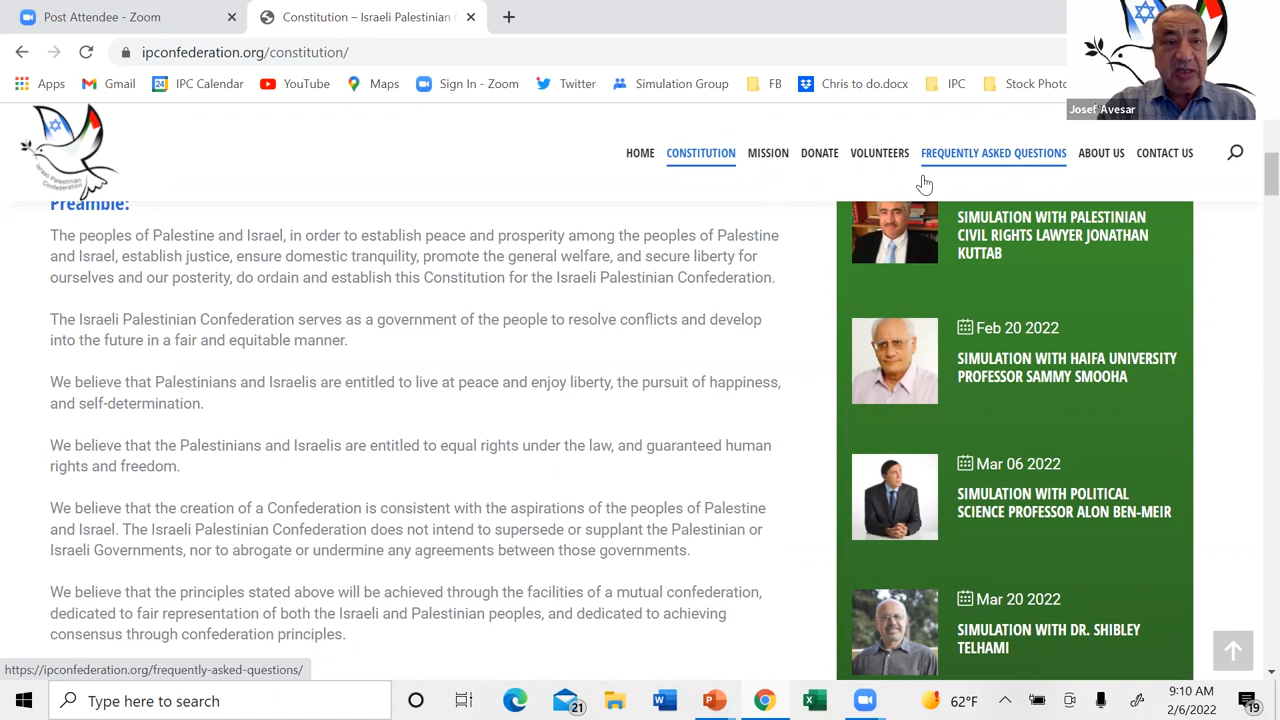 Post Attendee - Zoom
Constitution – Israeli Palestinian
ipconfederation.org/constitution/
Apps Gmail IPC Calendar YouTube Maps Sign In - Zoom Twitter Simulation Group FB Chris to do.docx IPC Stock Photo
24
Josef Avesar
Israeli Palestinian Confederation
HOME CONSTITUTION MISSION DONATE VOLUNTEERS FREQUENTLY ASKED QUESTIONS ABOUT US CONTACT US
Preamble:
The peoples of Palestine and Israel, in order to establish peace and prosperity among the peoples of Palestine
and Israel, establish justice, ensure domestic tranquility, promote the general welfare, and secure liberty for
ourselves and our posterity, do ordain and establish this Constitution for the Israeli Palestinian Confederation.
The Israeli Palestinian Confederation serves as a government of the people to resolve conflicts and develop
into the future in a fair and equitable manner.
We believe that Palestinians and Israelis are entitled to live at peace and enjoy liberty, the pursuit of happiness,
and self-determination.
We believe that the Palestinians and Israelis are entitled to equal rights under the law, and guaranteed human
rights and freedom.
We believe that the creation of a Confederation is consistent with the aspirations of the peoples of Palestine
and Israel. The Israeli Palestinian Confederation does not intend to supersede or supplant the Palestinian or
Israeli Governments, nor to abrogate or undermine any agreements between those governments.
We believe that the principles stated above will be achieved through the facilities of a mutual confederation,
dedicated to fair representation of both the Israeli and Palestinian peoples, and dedicated to achieving
consensus through confederation principles.
SIMULATION WITH PALESTINIAN
CIVIL RIGHTS LAWYER JONATHAN
KUTTAB
Feb 20 2022
SIMULATION WITH HAIFA UNIVERSITY
PROFESSOR SAMMY SMOOHA
Mar 06 2022
SIMULATION WITH POLITICAL
SCIENCE PROFESSOR ALON BEN-MEIR
Mar 20 2022
SIMULATION WITH DR. SHIBLEY
TELHAMI
https://ipconfederation.org/frequently-asked-questions/
Type here to search
21
62°F
9:10 AM
2/6/2022
19